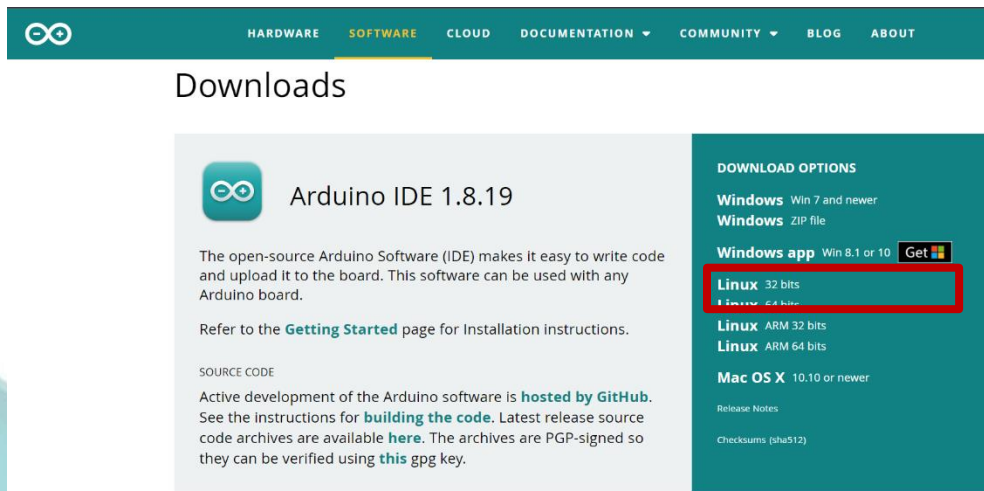 HARDWARE SOFTWARE CLOUD DOCUMENTATION COMMUNITY BLOG ABOUT
Downloads
Arduino IDE 1.8.19
The open-source Arduino Software (IDE) makes it easy to write code
and upload it to the board. This software can be used with any
Arduino board.
Refer to the Getting Started page for Installation instructions.
SOURCE CODE
Active development of the Arduino software is hosted by GitHub.
See the instructions for building the code. Latest release source
code archives are available here. The archives are PGP-signed so
they can be verified using this gpg key.
DOWNLOAD OPTIONS
Windows Win 7 and newer
Windows ZIP file
Windows app Win 8.1 or 10 Get
Linux 32 bits
Linux 64 bits
Linux ARM 32 bits
Linux ARM 64 bits
Mac OS X 10.10 or newer
Release Notes
Checksums (sha512)